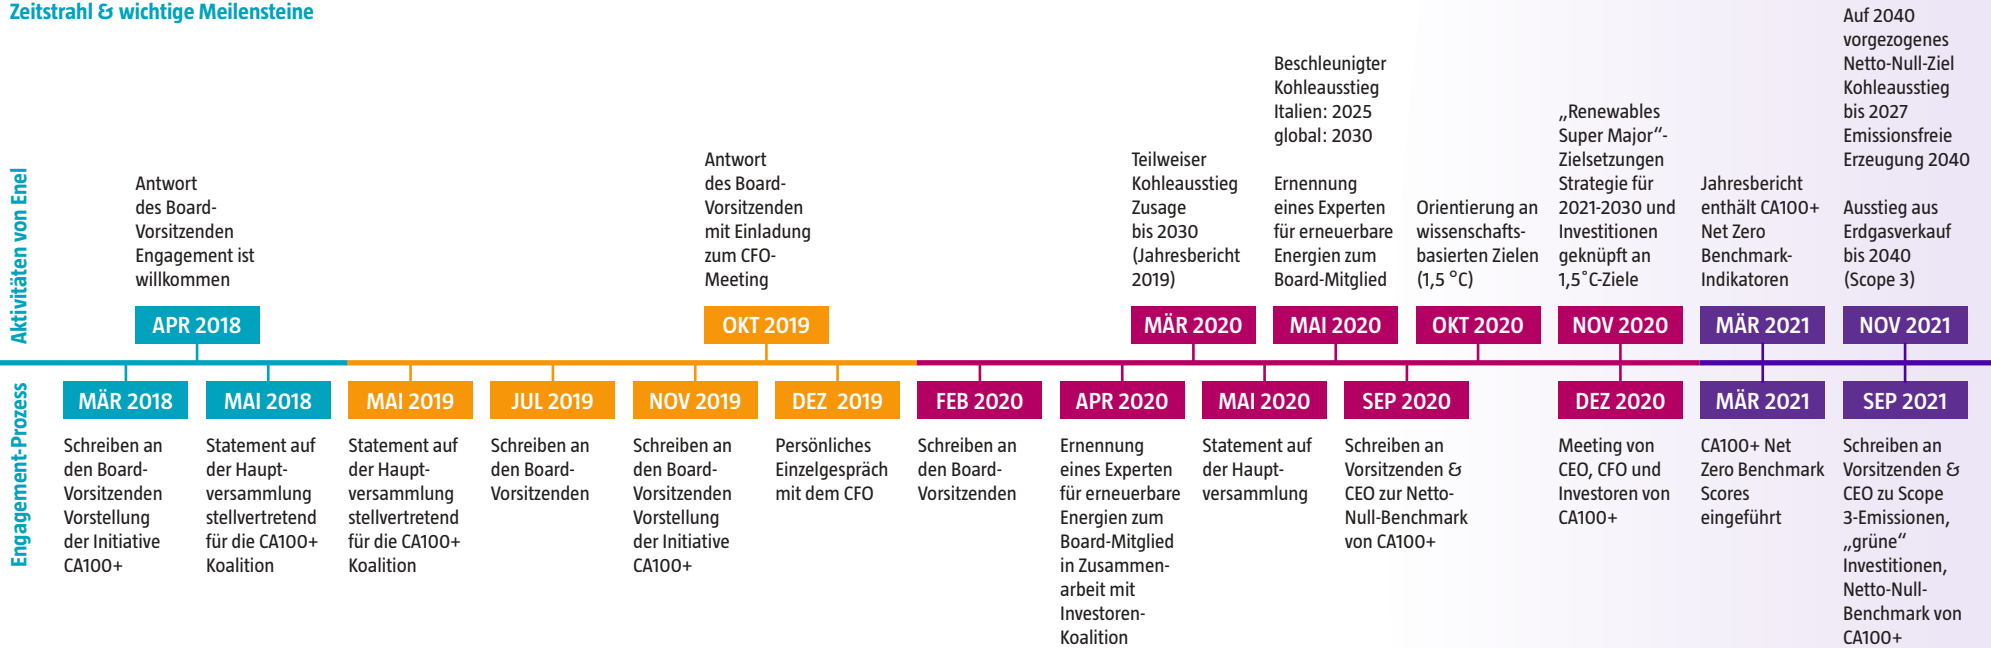 Zeitstrahl & wichtige Meilensteine
Aktivitäten von Enel
Antwort
des Board-
Vorsitzenden
Engagement ist
willkommen
APR 2018
Antwort
des Board-
Vorsitzenden
mit Einladung
zum CFO-
Meeting
OKT 2019
Teilweiser
Kohleausstieg
Zusage
bis 2030
(Jahresbericht
2019)
MÄR 2020
Beschleunigter
Kohleausstieg
Italien: 2025
global: 2030
Ernennung
eines Experten
für erneuerbare
Energien zum
Board-Mitglied
MAI 2020
Orientierung an
wissenschafts-
basierten Zielen
(1,5 °C)
OKT 2020
„Renewables
Super Major“-
Zielsetzungen
Strategie für
2021-2030 und
Investitionen
geknüpft an
1,5°C-Ziele
NOV 2020
Jahresbericht
enthält CA100+
Net Zero
Benchmark-
Indikatoren
MÄR 2021
Auf 2040
vorgezogenes
Netto-Null-Ziel
Kohleausstieg
bis 2027
Emissionsfreie
Erzeugung 2040
Ausstieg aus
Erdgasverkauf
bis 2040
(Scope 3)
NOV 2021
Engagement-Prozess
MÄR 2018
Schreiben an
den Board-
Vorsitzenden
Vorstellung
der Initiative
CA100+
MAI 2018
Statement auf
der Haupt-
versammlung
stellvertretend
für die CA100+
Koalition
MAI 2019
Statement auf
der Haupt-
versammlung
stellvertretend
für die CA100+
Koalition
JUL 2019
Schreiben an
den Board-
Vorsitzenden
NOV 2019
Schreiben an
den Board-
Vorsitzenden
Vorstellung
der Initiative
CA100+
DEZ 2019
Persönliches
Einzelgespräch
mit dem CFO
FEB 2020
Schreiben an
den Board-
Vorsitzenden
APR 2020
Ernennung
eines Experten
für erneuerbare
Energien zum
Board-Mitglied
in Zusammen-
arbeit mit
Investoren-
Koalition
MAI 2020
Statement auf
der Haupt-
versammlung
SEP 2020
Schreiben an
Vorsitzenden &
CEO zur Netto-
Null-Benchmark
von CA100+
DEZ 2020
Meeting von
CEO, CFO und
Investoren von
CA100+
MÄR 2021
CA100+ Net
Zero Benchmark
Scores
eingeführt
SEP 2021
Schreiben an
Vorsitzenden &
CEO zu Scope
3-Emissionen,
„grüne“
Investitionen,
Netto-Null-
Benchmark von
CA100+